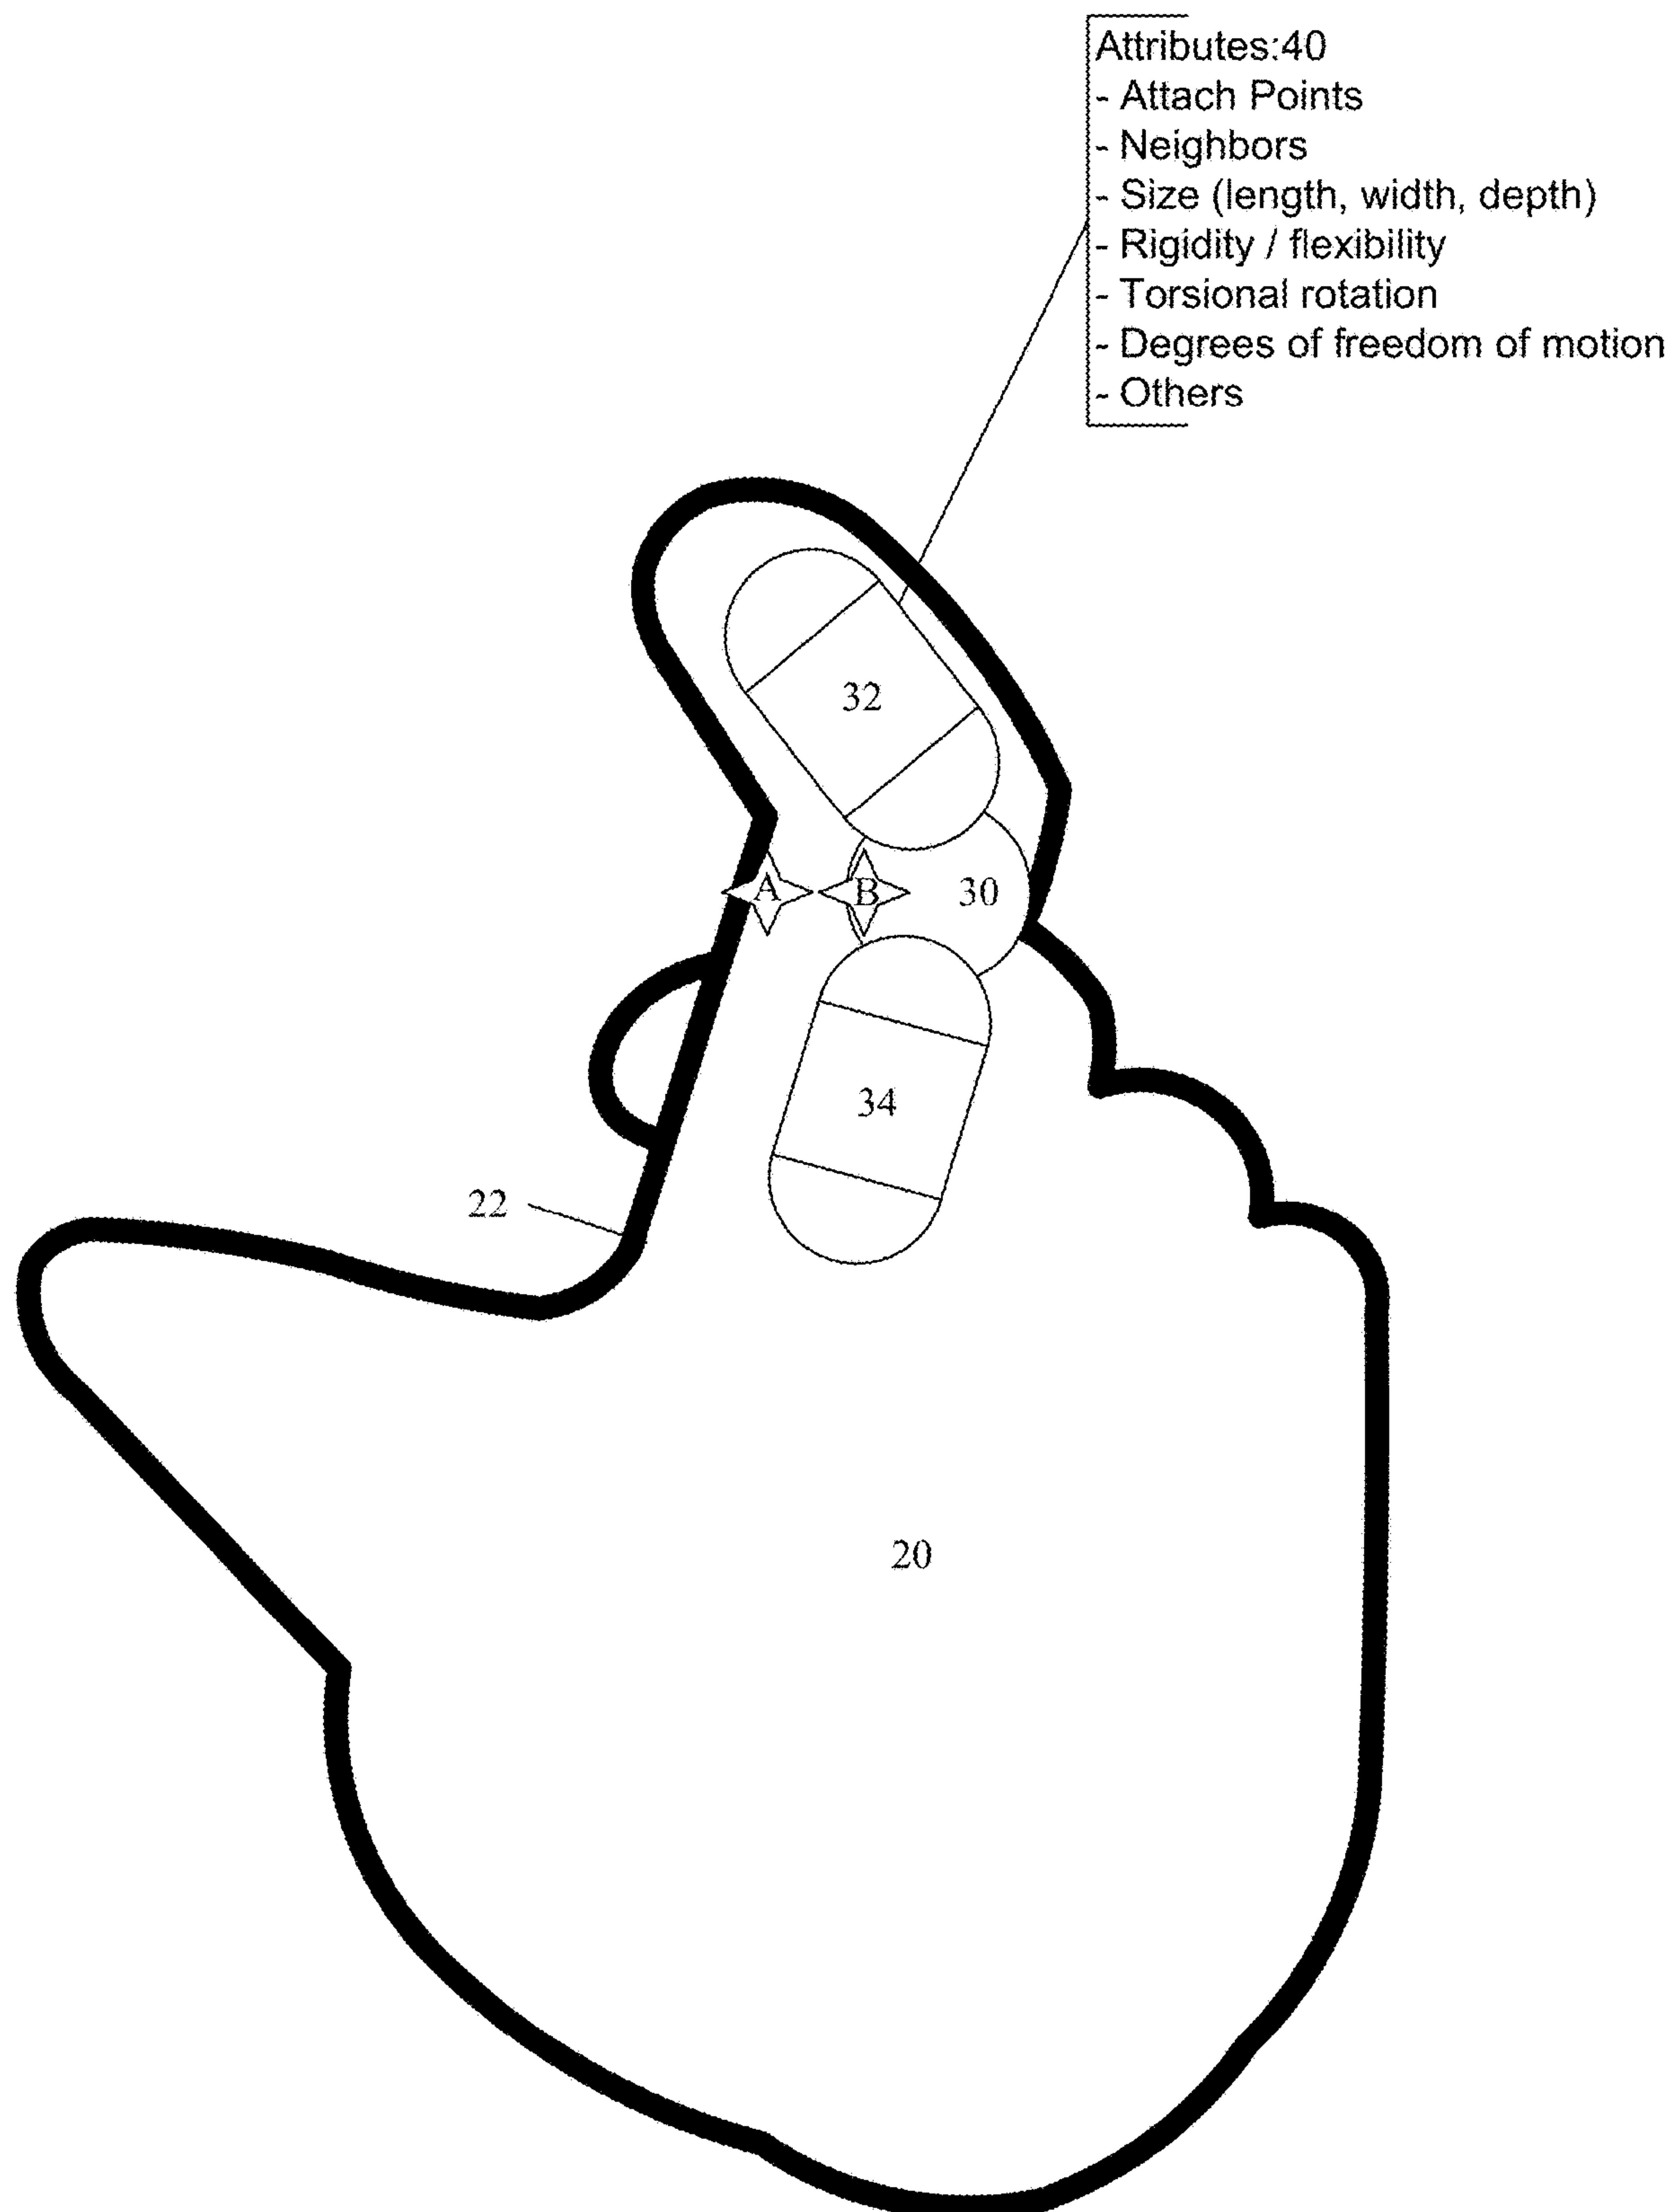 Attributes:40
- Attach Points
- Neighbors
- Size (length, width, depth)
- Rigidity / flexibility
- Torsional rotation
- Degrees of freedom of motion
- Others
32
A
B
30
34
22
20